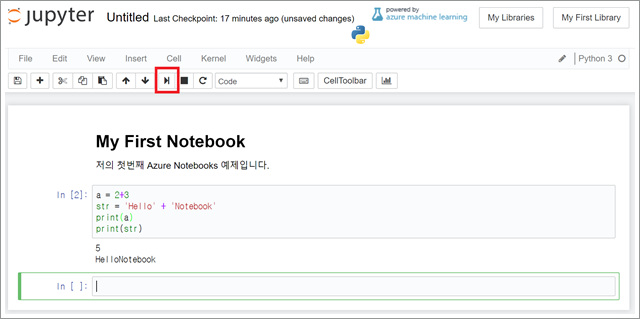 jupyter Untitled Last Checkpoint: 17 minutes ago (unsaved changes)
powered by
azure machine learning
My Libraries
My First Library
File Edit View Insert Cell Kernel Widgets Help
Python 3
Code
CellToolbar
My First Notebook
저의 첫번째 Azure Notebooks 예제입니다.
In [2]: a = 2+3
str = 'Hello' + 'Notebook'
print(a)
print(str)
5
HelloNotebook
In [ ]: